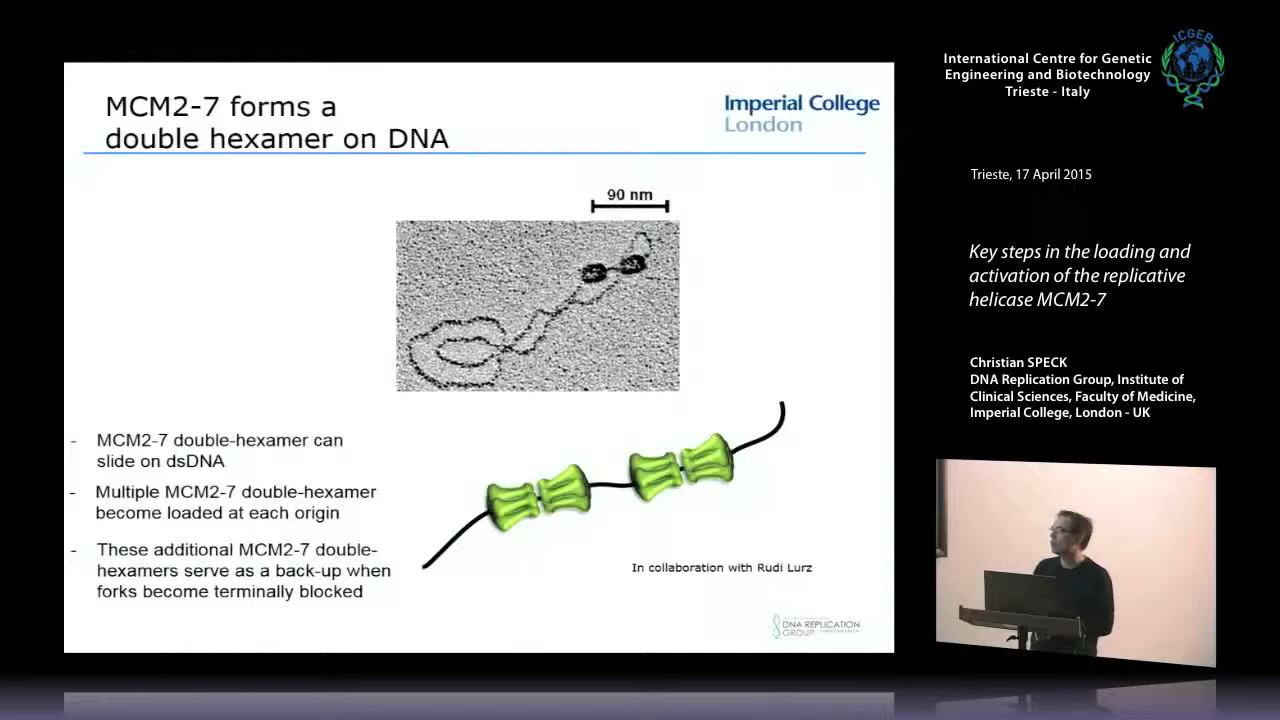 MCM2-7 forms a
double hexamer on DNA
Imperial College
London
90 nm
- MCM2-7 double-hexamer can
slide on dsDNA
- Multiple MCM2-7 double-hexamer
become loaded at each origin
- These additional MCM2-7 double-
hexamers serve as a back-up when
forks become terminally blocked
In collaboration with Rudi Lurz
DNA REPLICATION
GROUP
International Centre for Genetic
Engineering and Biotechnology
Trieste - Italy
ICGEB
Trieste, 17 April 2015
Key steps in the loading and
activation of the replicative
helicase MCM2-7
Christian SPECK
DNA Replication Group, Institute of
Clinical Sciences, Faculty of Medicine,
Imperial College, London - UK